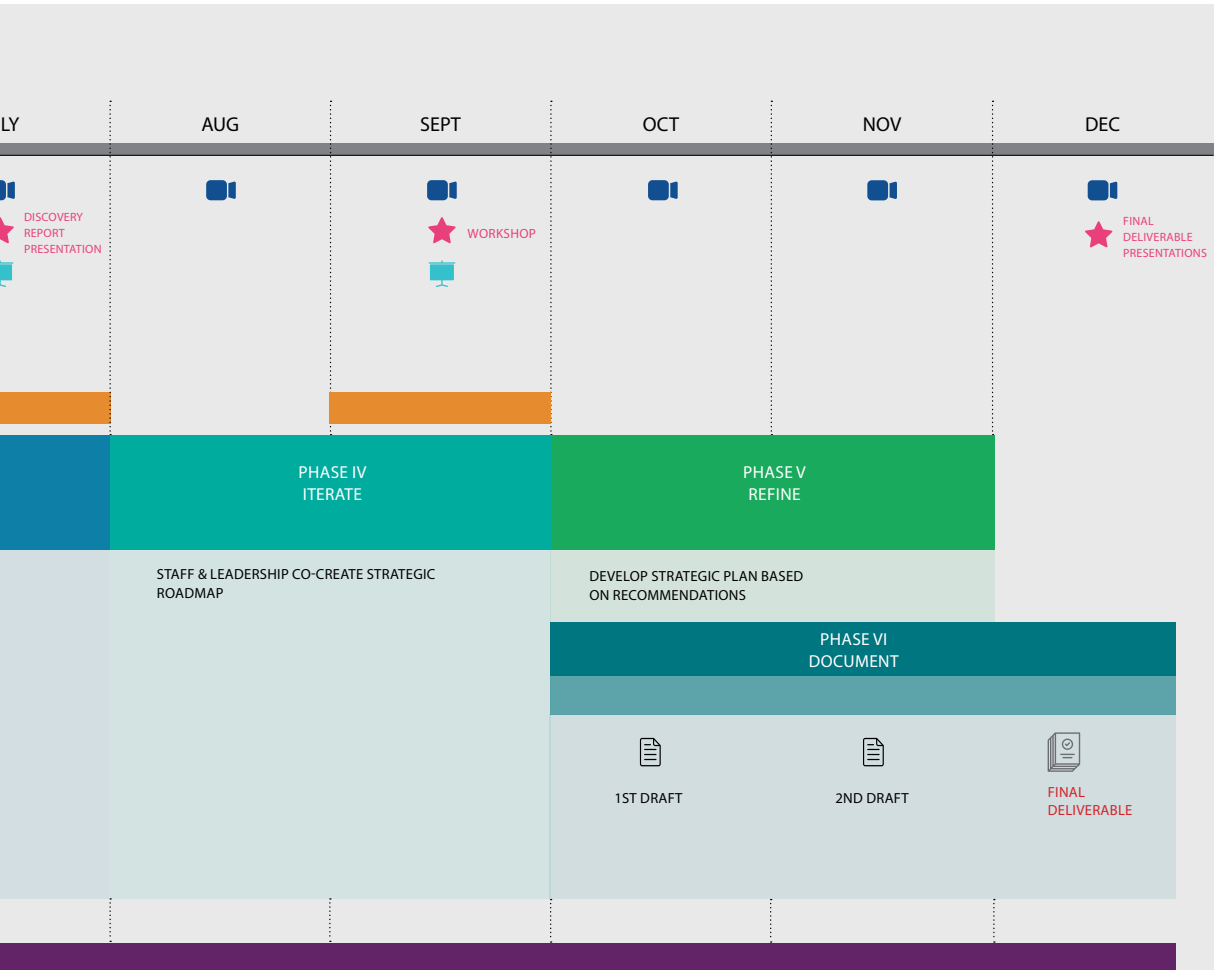 LY
AUG
SEPT
OCT
NOV
DEC
DISCOVERY
REPORT
PRESENTATION
WORKSHOP
FINAL
DELIVERABLE
PRESENTATIONS
PHASE IV
ITERATE
PHASE V
REFINE
STAFF & LEADERSHIP CO-CREATE STRATEGIC
ROADMAP
DEVELOP STRATEGIC PLAN BASED
ON RECOMMENDATIONS
PHASE VI
DOCUMENT
1ST DRAFT
2ND DRAFT
FINAL
DELIVERABLE